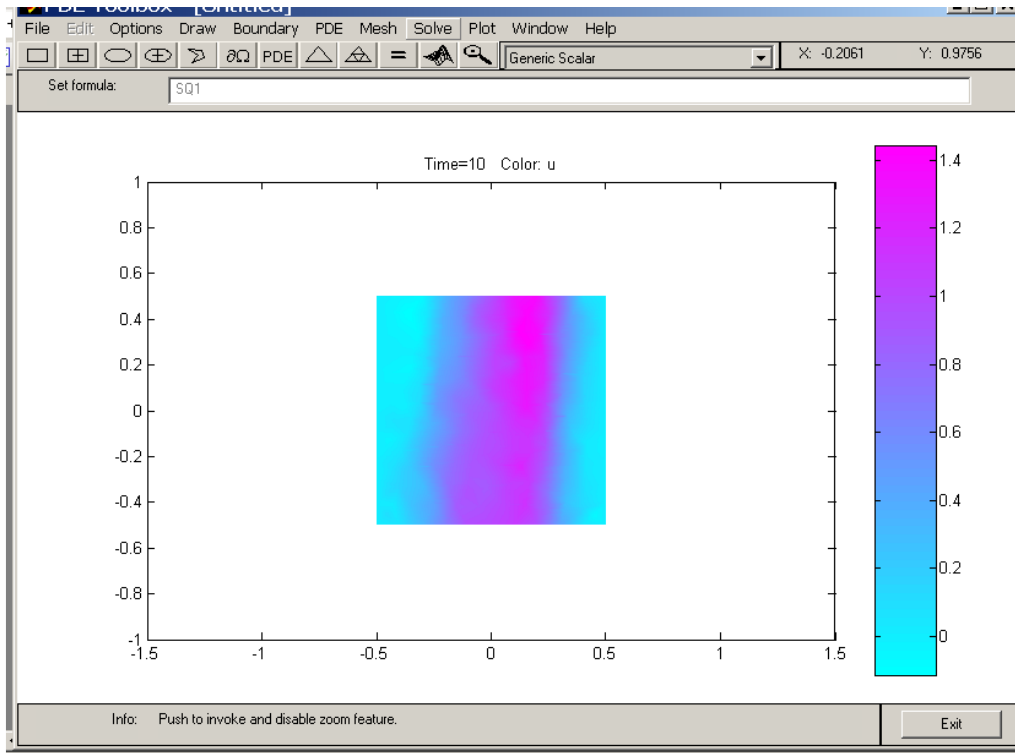 PDE Toolbox - [Untitled]
File Edit Options Draw Boundary PDE Mesh Solve Plot Window Help
∂Ω PDE = Generic Scalar X: -0.2061 Y: 0.9756
Set formula: SQ1
Time=10 Color: u
1
0.8
0.6
0.4
0.2
0
-0.2
-0.4
-0.6
-0.8
-1
-1.5 -1 -0.5 0 0.5 1 1.5
1.4
1.2
1
0.8
0.6
0.4
0.2
0
Info: Push to invoke and disable zoom feature.
Exit